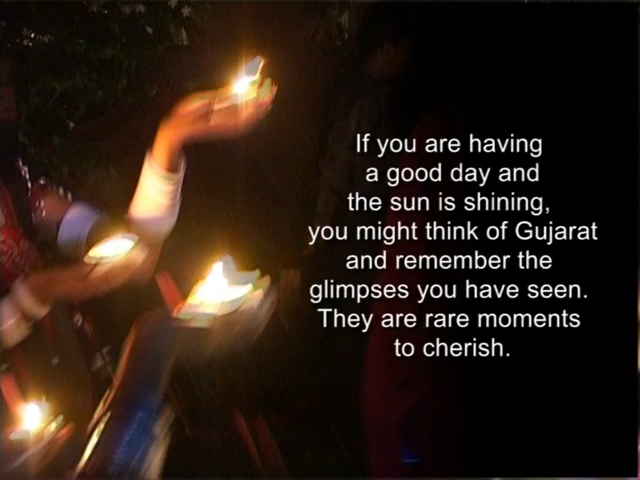 If you are having
a good day and
the sun is shining,
you might think of Gujarat
and remember the
glimpses you have seen.
They are rare moments
to cherish.